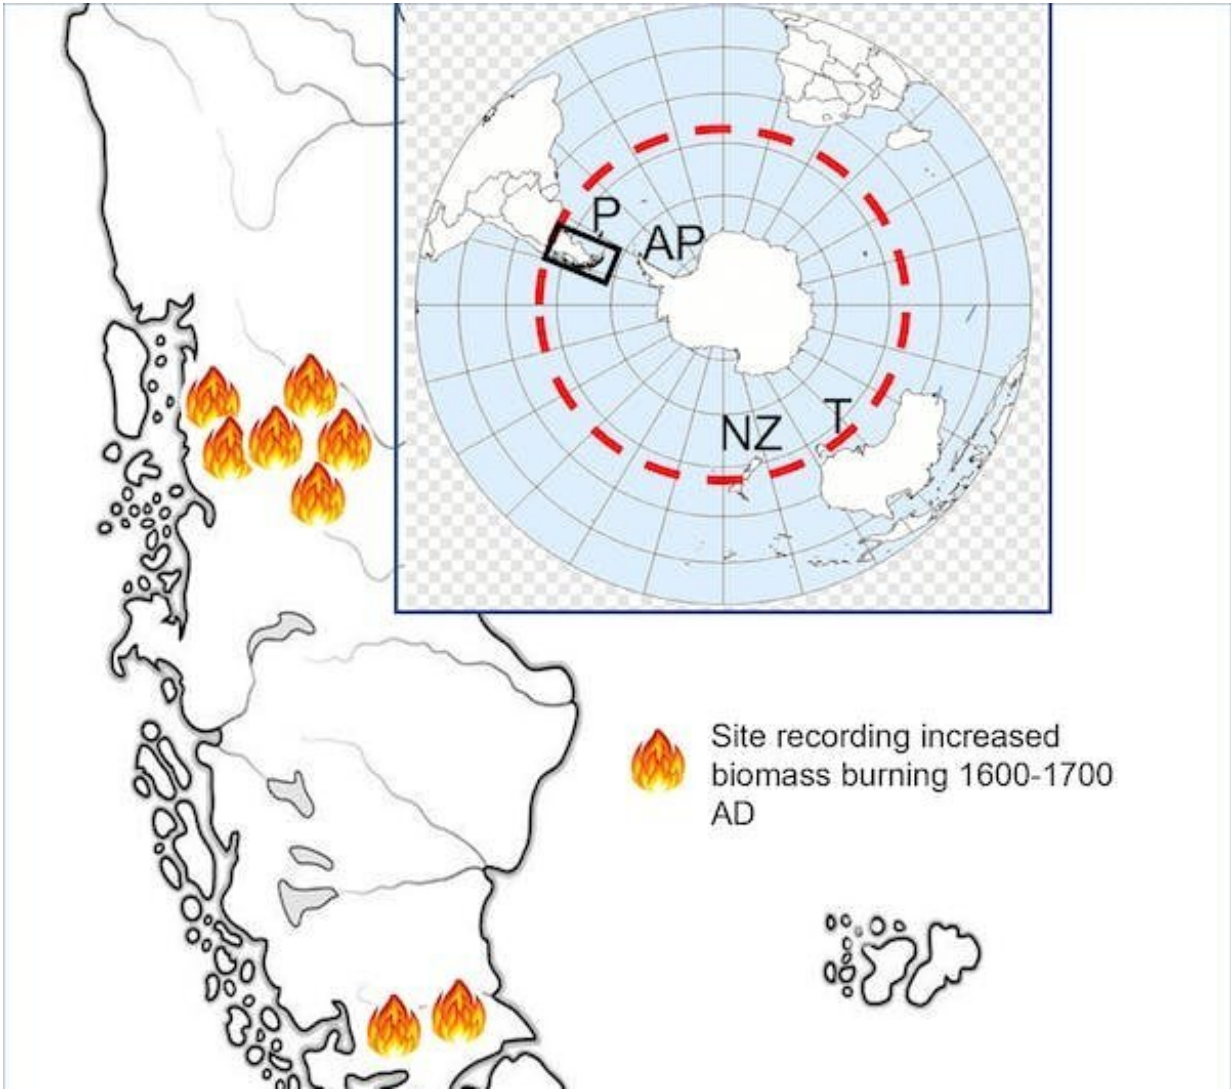 P
AP
T
NZ
Site recording increased
biomass burning 1600-1700
AD